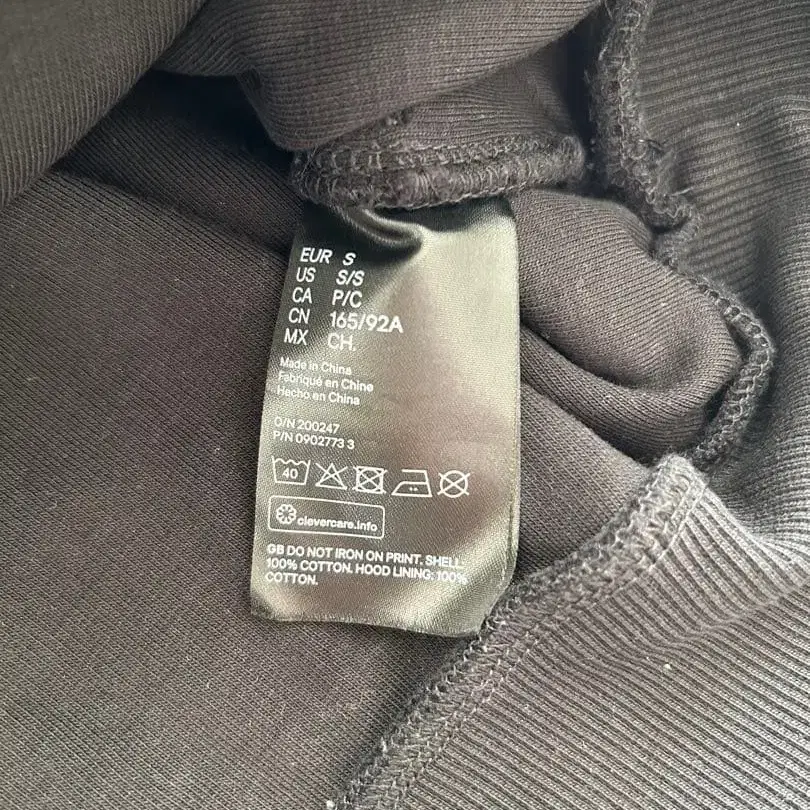 EUR S
US S/S
CA P/C
CN 165/92A
MX CH.
Made in China
Fabriqué en Chine
Hecho en China
O/N 200247
P/N 0902773 3
40
clevercare.info
GB DO NOT IRON ON PRINT. SHELL:
100% COTTON. HOOD LINING: 100%
COTTON.